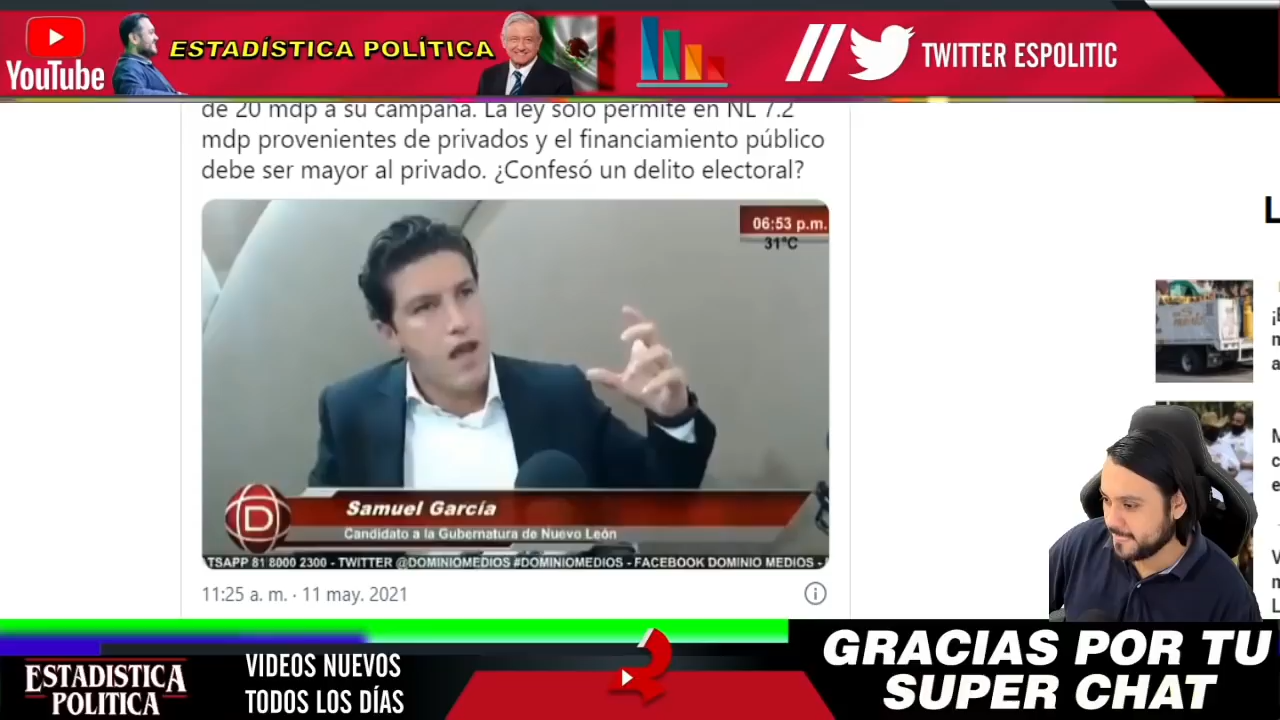 YouTube
ESTADÍSTICA POLÍTICA
TWITTER ESPOLITIC
de 20 mdp a su campaña. La ley solo permite en NL 7.2
mdp provenientes de privados y el financiamiento público
debe ser mayor al privado. ¿Confesó un delito electoral?
06:53 p.m.
31°C
D
Samuel García
Candidato a la Gubernatura de Nuevo León
TSAPP 81 8000 2300 - TWITTER @DOMINIOMEDIOS #DOMINIOMEDIOS - FACEBOOK DOMINIO MEDIOS -
11:25 a. m. · 11 may. 2021
ESTADISTICA
POLITICA
VIDEOS NUEVOS
TODOS LOS DÍAS
GRACIAS POR TU
SUPER CHAT